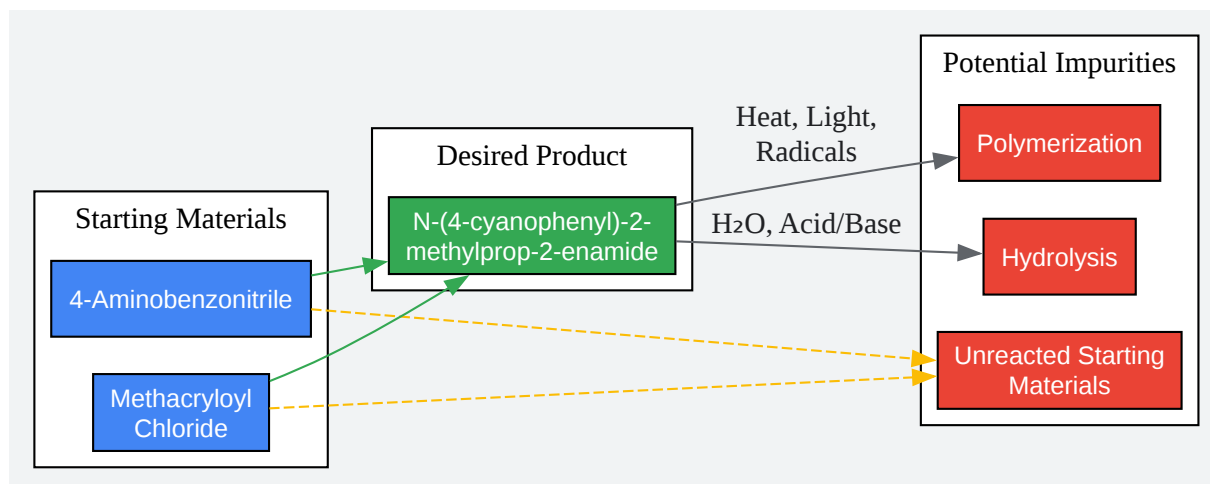 Starting Materials
4-Aminobenzonitrile
Methacryloyl
Chloride
Desired Product
N-(4-cyanophenyl)-2-
methylprop-2-enamide
Heat, Light,
Radicals
H₂O, Acid/Base
Potential Impurities
Polymerization
Hydrolysis
Unreacted Starting
Materials